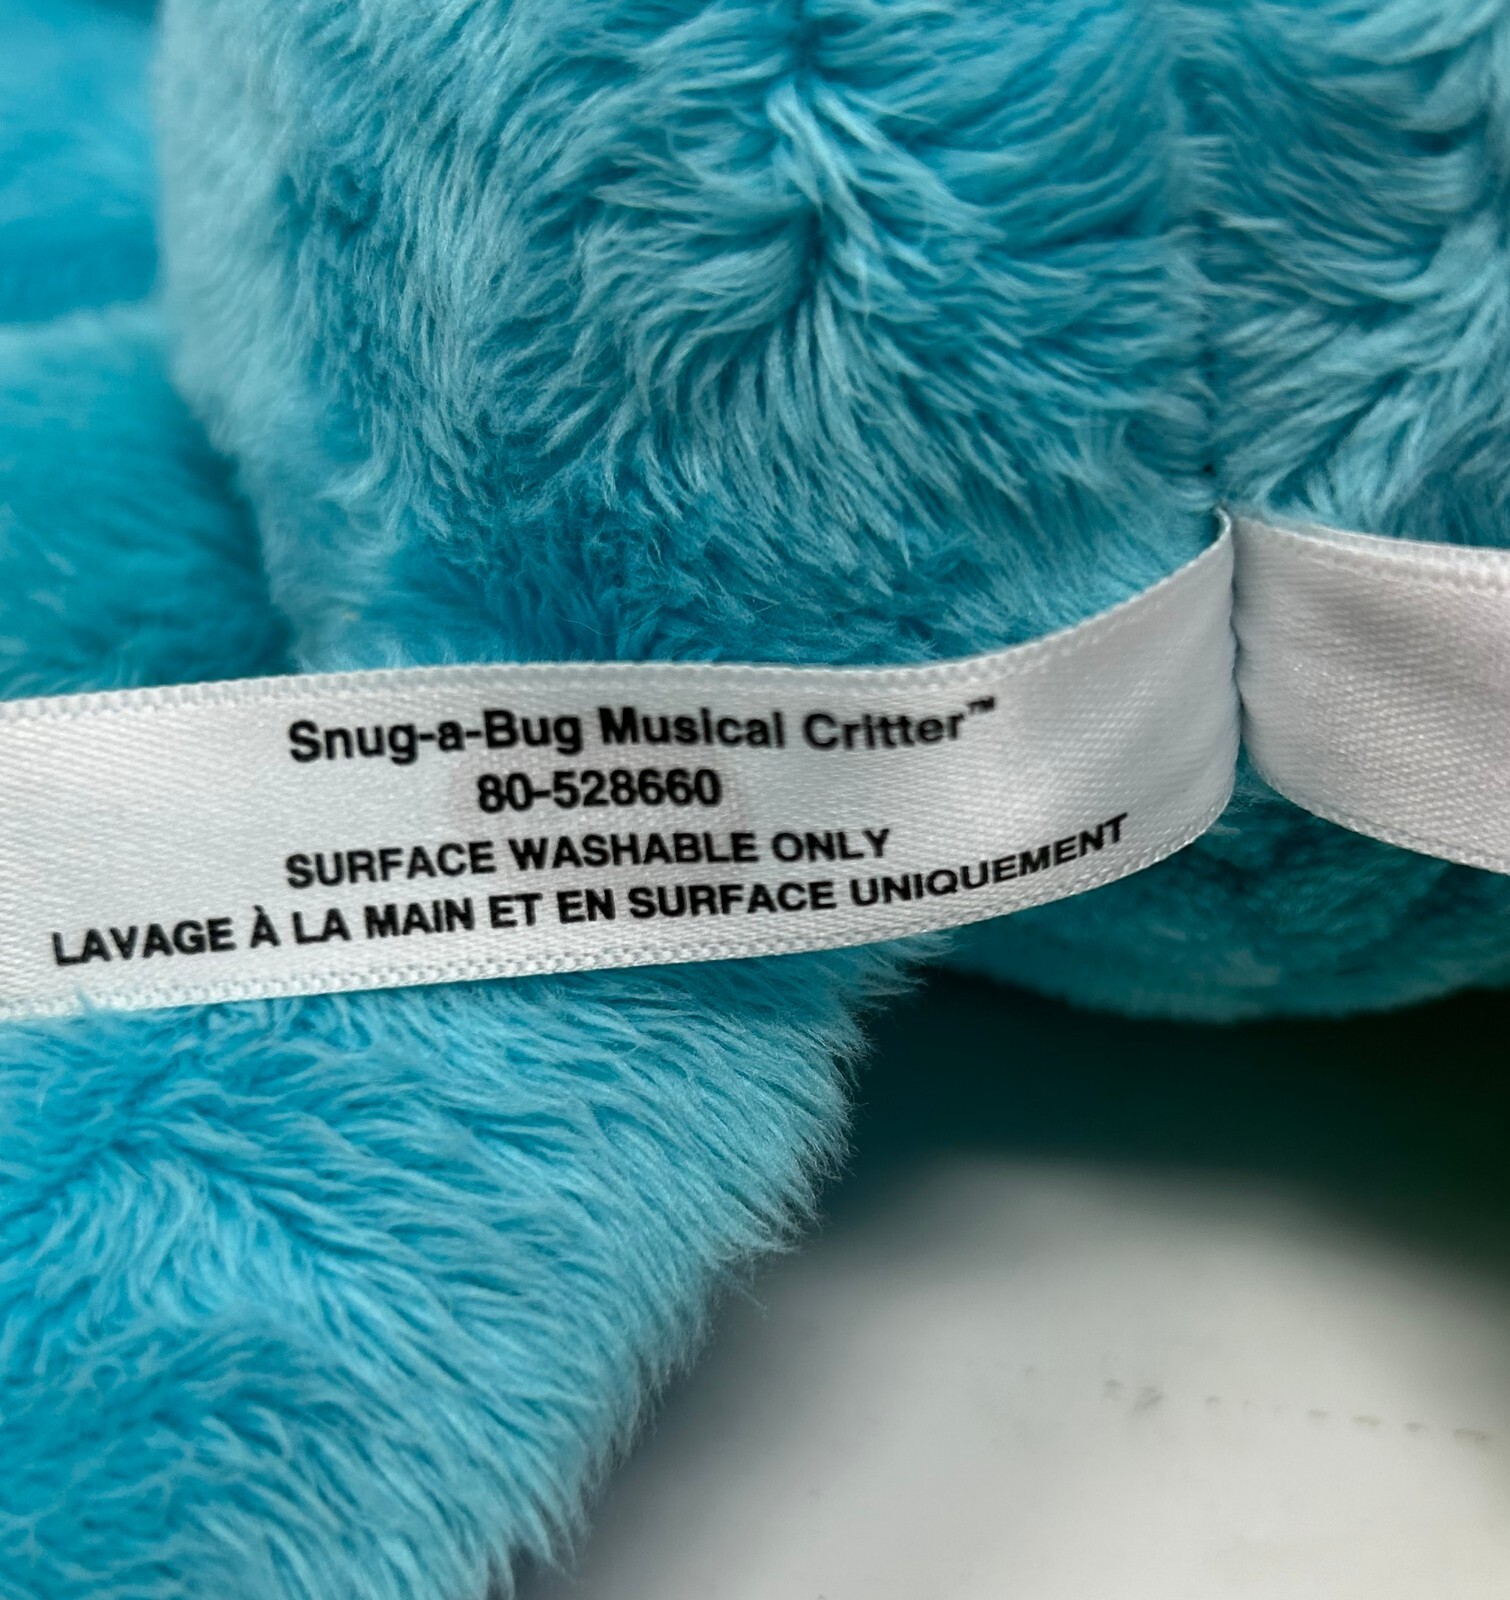 Snug-a-Bug Musical Critter™
80-528660
SURFACE WASHABLE ONLY
LAVAGE À LA MAIN ET EN SURFACE UNIQUEMENT